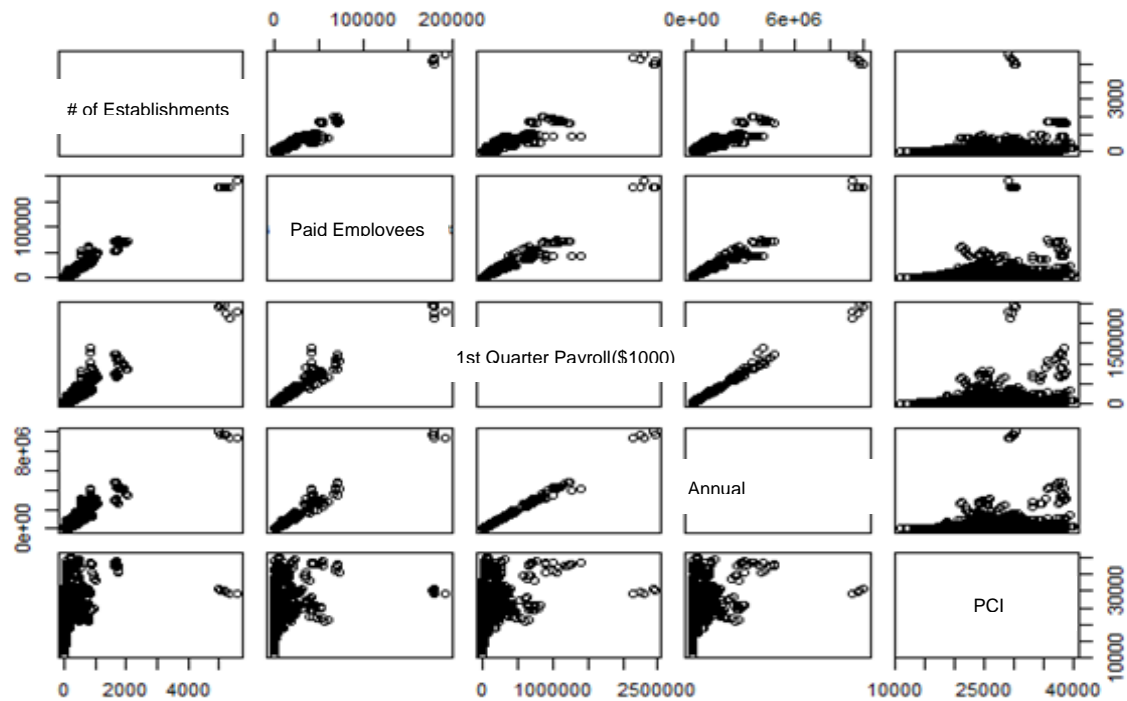 0 100000 200000 0e+00 6e+06
# of Establishments
0 3000
0 100000
Paid Employees
1st Quarter Payroll($1000)
0 1500000
0e+00 8e+06
Annual
PCI
10000 30000
0 2000 4000 0 1000000 2500000 10000 25000 40000